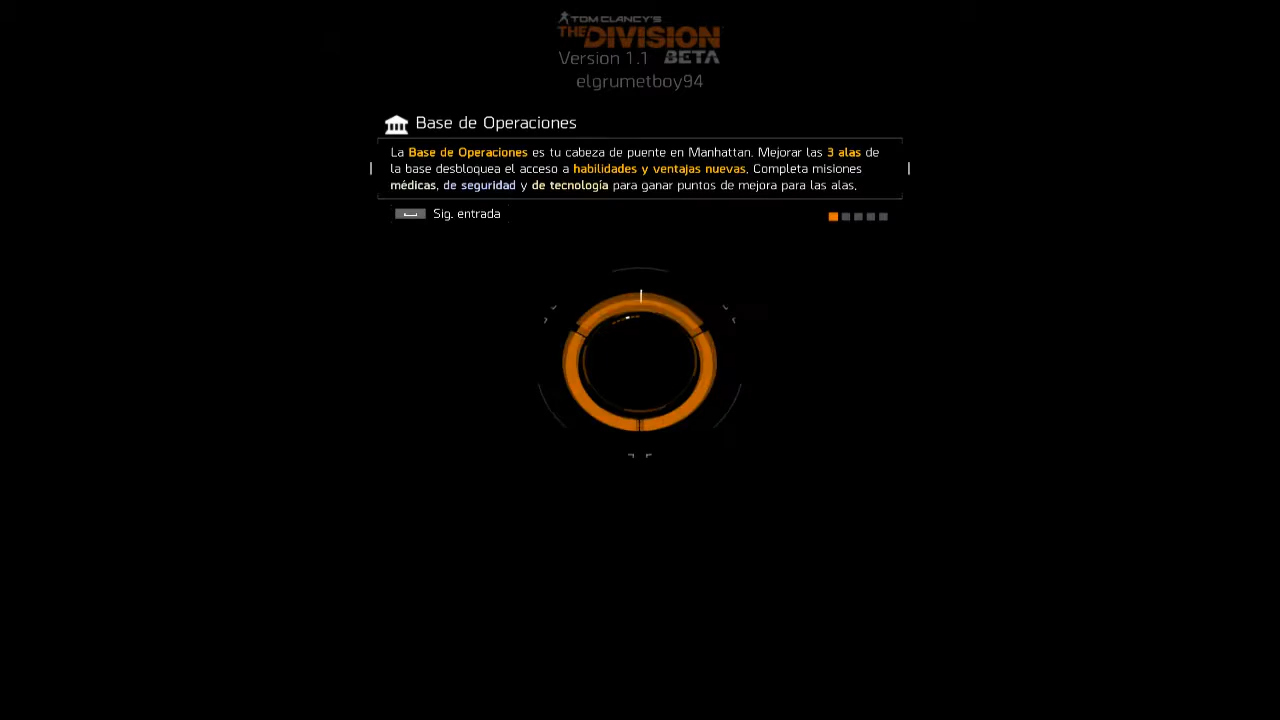 TOM CLANCY'S
THE DIVISION
Version 1.1 BETA
elgrumetboy94
Base de Operaciones
La Base de Operaciones es tu cabeza de puente en Manhattan. Mejorar las 3 alas de
la base desbloquea el acceso a habilidades y ventajas nuevas. Completa misiones
médicas, de seguridad y de tecnología para ganar puntos de mejora para las alas.
Sig. entrada